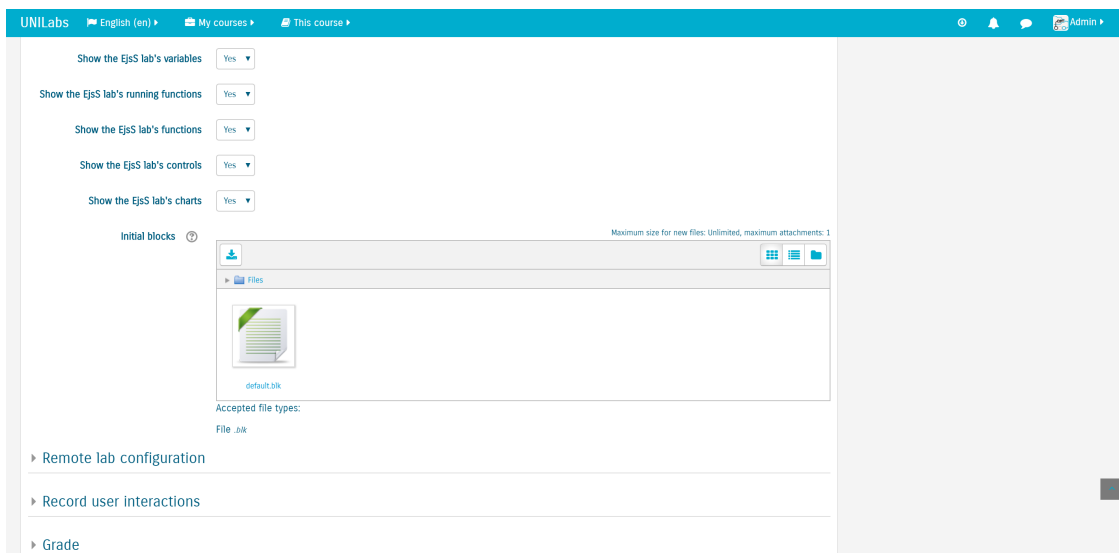 UNILabs English (en) My courses This course Admin
Show the EjsS lab's variables Yes
Show the EjsS lab's running functions Yes
Show the EjsS lab's functions Yes
Show the EjsS lab's controls Yes
Show the EjsS lab's charts Yes
Initial blocks ?
Maximum size for new files: Unlimited, maximum attachments: 1
Files
default.blk
Accepted file types:
File .blk
Remote lab configuration
Record user interactions
Grade